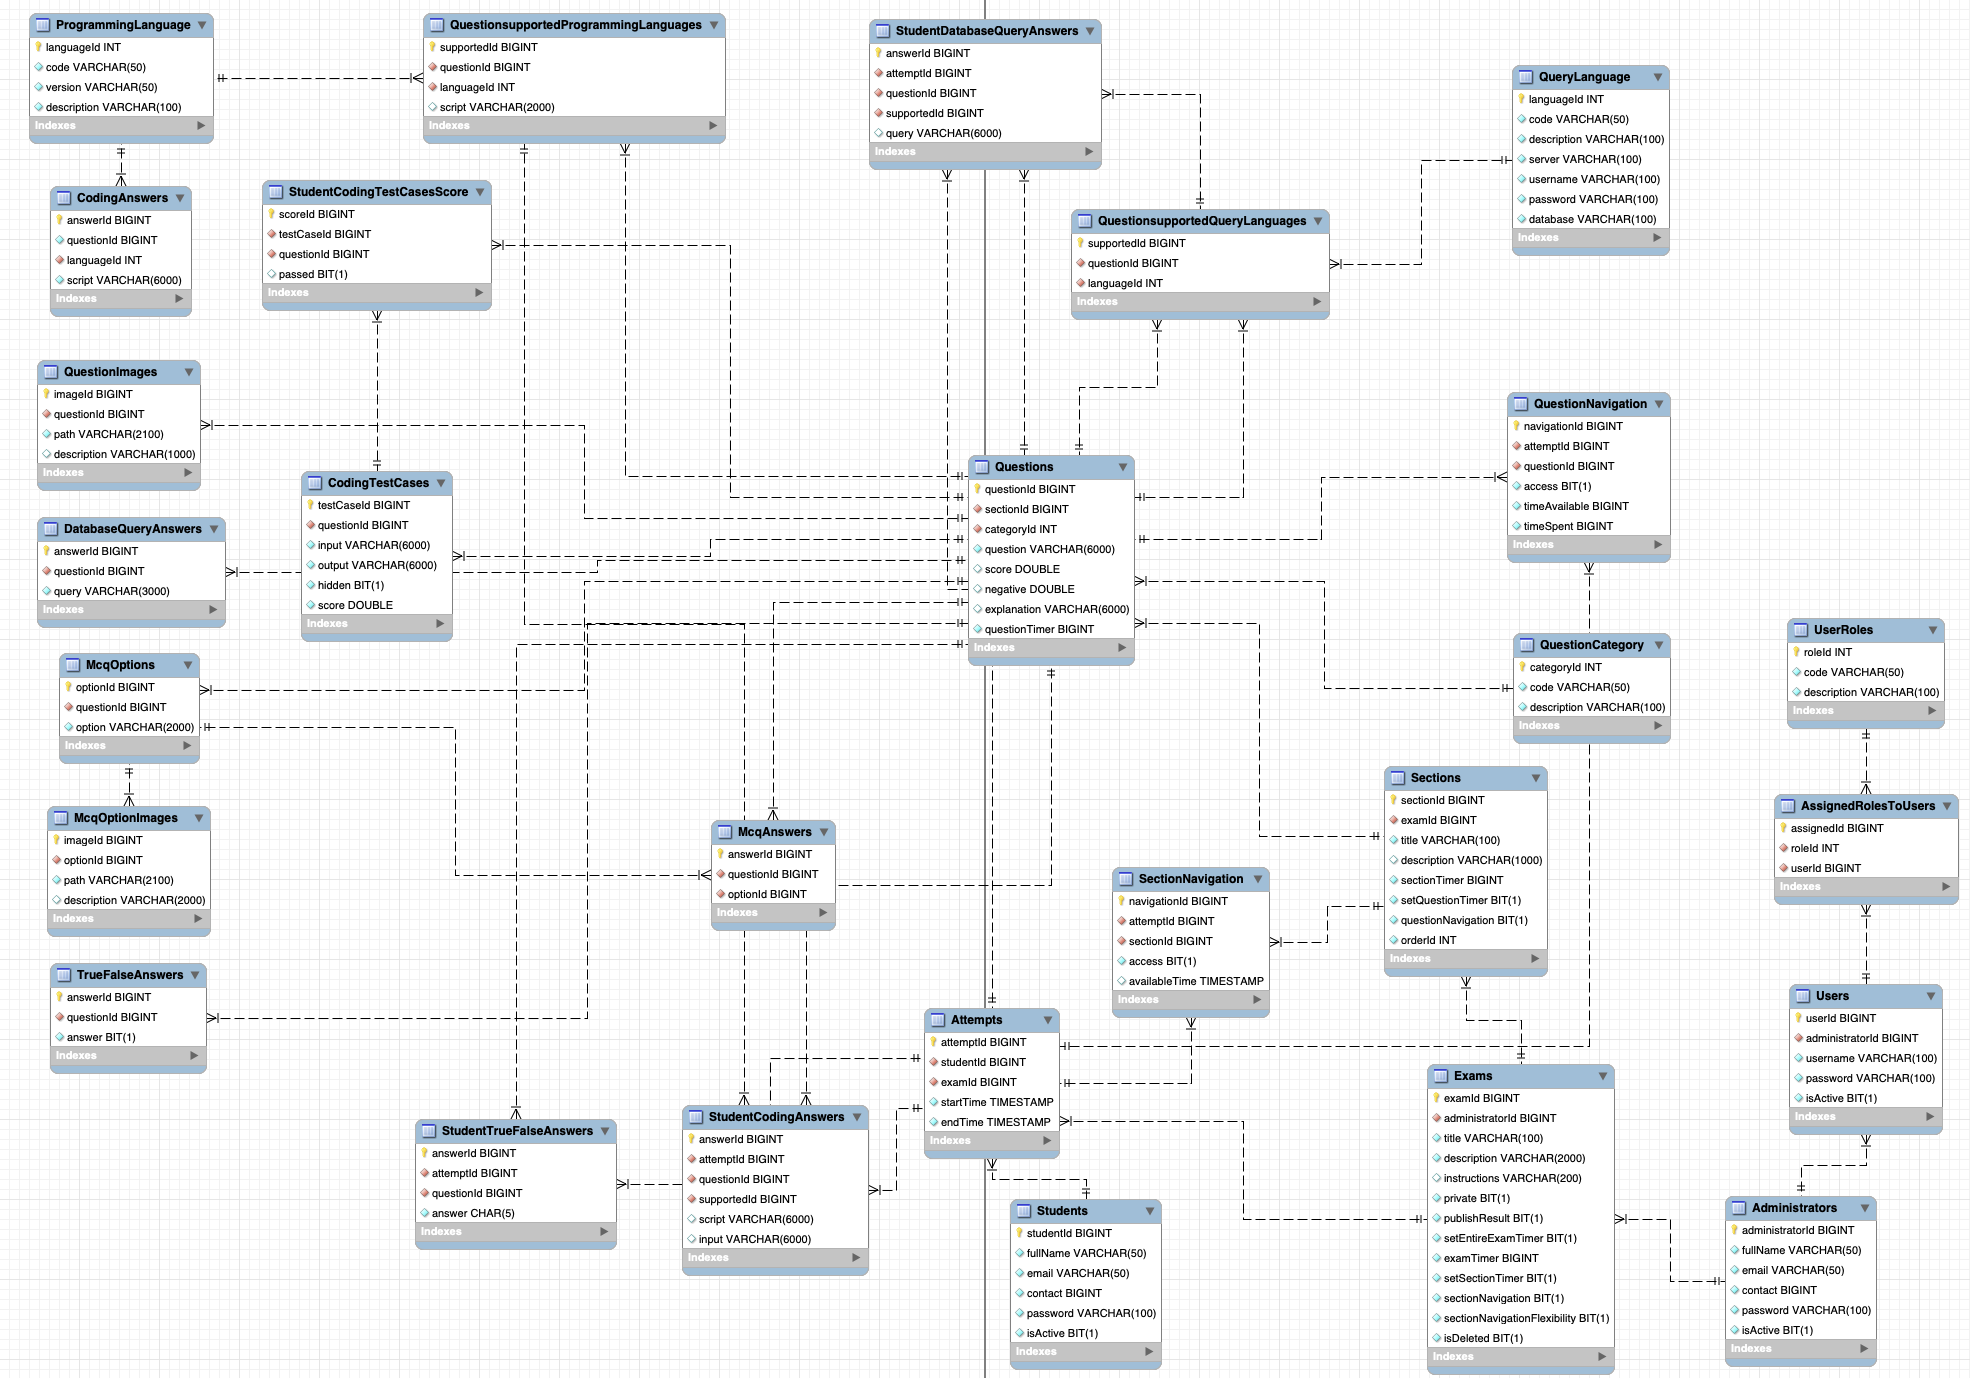 ProgrammingLanguage
languageId INT
code VARCHAR(50)
version VARCHAR(50)
description VARCHAR(100)
Indexes
QuestionsupportedProgrammingLanguages
supportedId BIGINT
questionId BIGINT
languageId INT
script VARCHAR(2000)
Indexes
StudentDatabaseQueryAnswers
answerId BIGINT
attemptId BIGINT
questionId BIGINT
supportedId BIGINT
query VARCHAR(6000)
Indexes
QueryLanguage
languageId INT
code VARCHAR(50)
description VARCHAR(100)
server VARCHAR(100)
username VARCHAR(100)
password VARCHAR(100)
database VARCHAR(100)
Indexes
CodingAnswers
answerId BIGINT
questionId BIGINT
languageId INT
script VARCHAR(6000)
Indexes
StudentCodingTestCasesScore
scoreId BIGINT
testCaseId BIGINT
questionId BIGINT
passed BIT(1)
Indexes
QuestionsupportedQueryLanguages
supportedId BIGINT
questionId BIGINT
languageId INT
Indexes
QuestionImages
imageId BIGINT
questionId BIGINT
path VARCHAR(2100)
description VARCHAR(1000)
Indexes
QuestionNavigation
navigationId BIGINT
attemptId BIGINT
questionId BIGINT
access BIT(1)
timeAvailable BIGINT
timeSpent BIGINT
Indexes
CodingTestCases
testCaseId BIGINT
questionId BIGINT
input VARCHAR(6000)
output VARCHAR(6000)
hidden BIT(1)
score DOUBLE
Indexes
Questions
questionId BIGINT
sectionId BIGINT
categoryId INT
question VARCHAR(6000)
score DOUBLE
negative DOUBLE
explanation VARCHAR(6000)
questionTimer BIGINT
Indexes
DatabaseQueryAnswers
answerId BIGINT
questionId BIGINT
query VARCHAR(3000)
Indexes
QuestionCategory
categoryId INT
code VARCHAR(50)
description VARCHAR(100)
Indexes
UserRoles
roleId INT
code VARCHAR(50)
description VARCHAR(100)
Indexes
McqOptions
optionId BIGINT
questionId BIGINT
option VARCHAR(2000)
Indexes
Sections
sectionId BIGINT
examId BIGINT
title VARCHAR(100)
description VARCHAR(1000)
sectionTimer BIGINT
setQuestionTimer BIT(1)
questionNavigation BIT(1)
orderId INT
Indexes
AssignedRolesToUsers
assignedId BIGINT
roleId INT
userId BIGINT
Indexes
McqOptionImages
imageId BIGINT
optionId BIGINT
path VARCHAR(2100)
description VARCHAR(2000)
Indexes
McqAnswers
answerId BIGINT
questionId BIGINT
optionId BIGINT
Indexes
SectionNavigation
navigationId BIGINT
attemptId BIGINT
sectionId BIGINT
access BIT(1)
availableTime TIMESTAMP
Indexes
TrueFalseAnswers
answerId BIGINT
questionId BIGINT
answer BIT(1)
Indexes
Users
userId BIGINT
administratorId BIGINT
username VARCHAR(100)
password VARCHAR(100)
isActive BIT(1)
Indexes
Attempts
attemptId BIGINT
studentId BIGINT
examId BIGINT
startTime TIMESTAMP
endTime TIMESTAMP
Indexes
Exams
examId BIGINT
administratorId BIGINT
title VARCHAR(100)
description VARCHAR(2000)
instructions VARCHAR(200)
private BIT(1)
publishResult BIT(1)
setEntireExamTimer BIT(1)
examTimer BIGINT
setSectionTimer BIT(1)
sectionNavigation BIT(1)
sectionNavigationFlexibility BIT(1)
isDeleted BIT(1)
Indexes
StudentTrueFalseAnswers
answerId BIGINT
attemptId BIGINT
questionId BIGINT
answer CHAR(5)
Indexes
StudentCodingAnswers
answerId BIGINT
attemptId BIGINT
questionId BIGINT
supportedId BIGINT
script VARCHAR(6000)
input VARCHAR(6000)
Indexes
Students
studentId BIGINT
fullName VARCHAR(50)
email VARCHAR(50)
contact BIGINT
password VARCHAR(100)
isActive BIT(1)
Indexes
Administrators
administratorId BIGINT
fullName VARCHAR(50)
email VARCHAR(50)
contact BIGINT
password VARCHAR(100)
isActive BIT(1)
Indexes